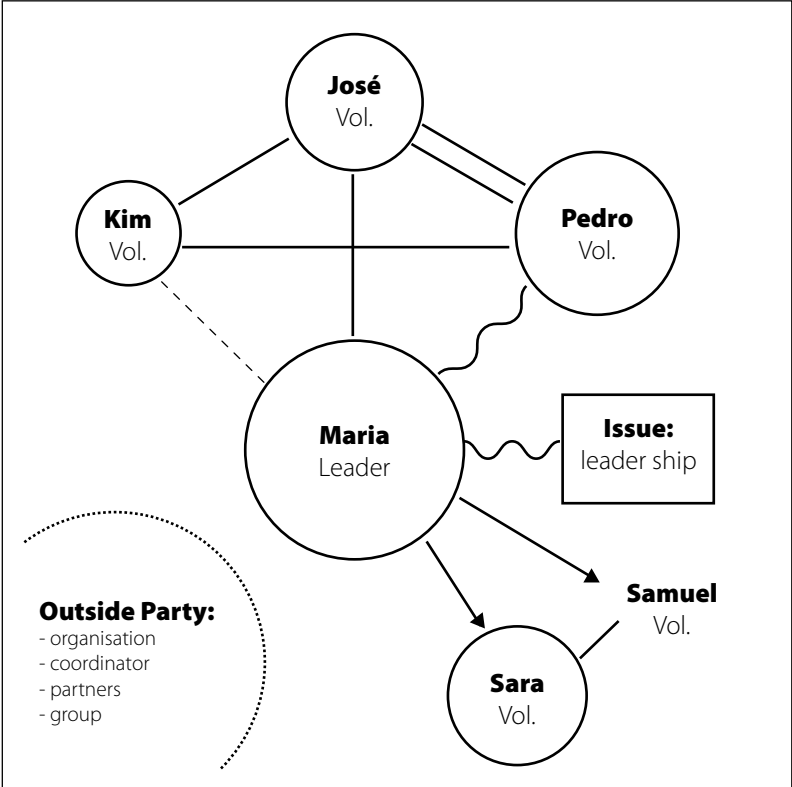 José
Vol.
Kim
Vol.
Pedro
Vol.
Maria
Leader
Issue:
leader ship
Outside Party:
- organisation
- coordinator
- partners
- group
Samuel
Vol.
Sara
Vol.